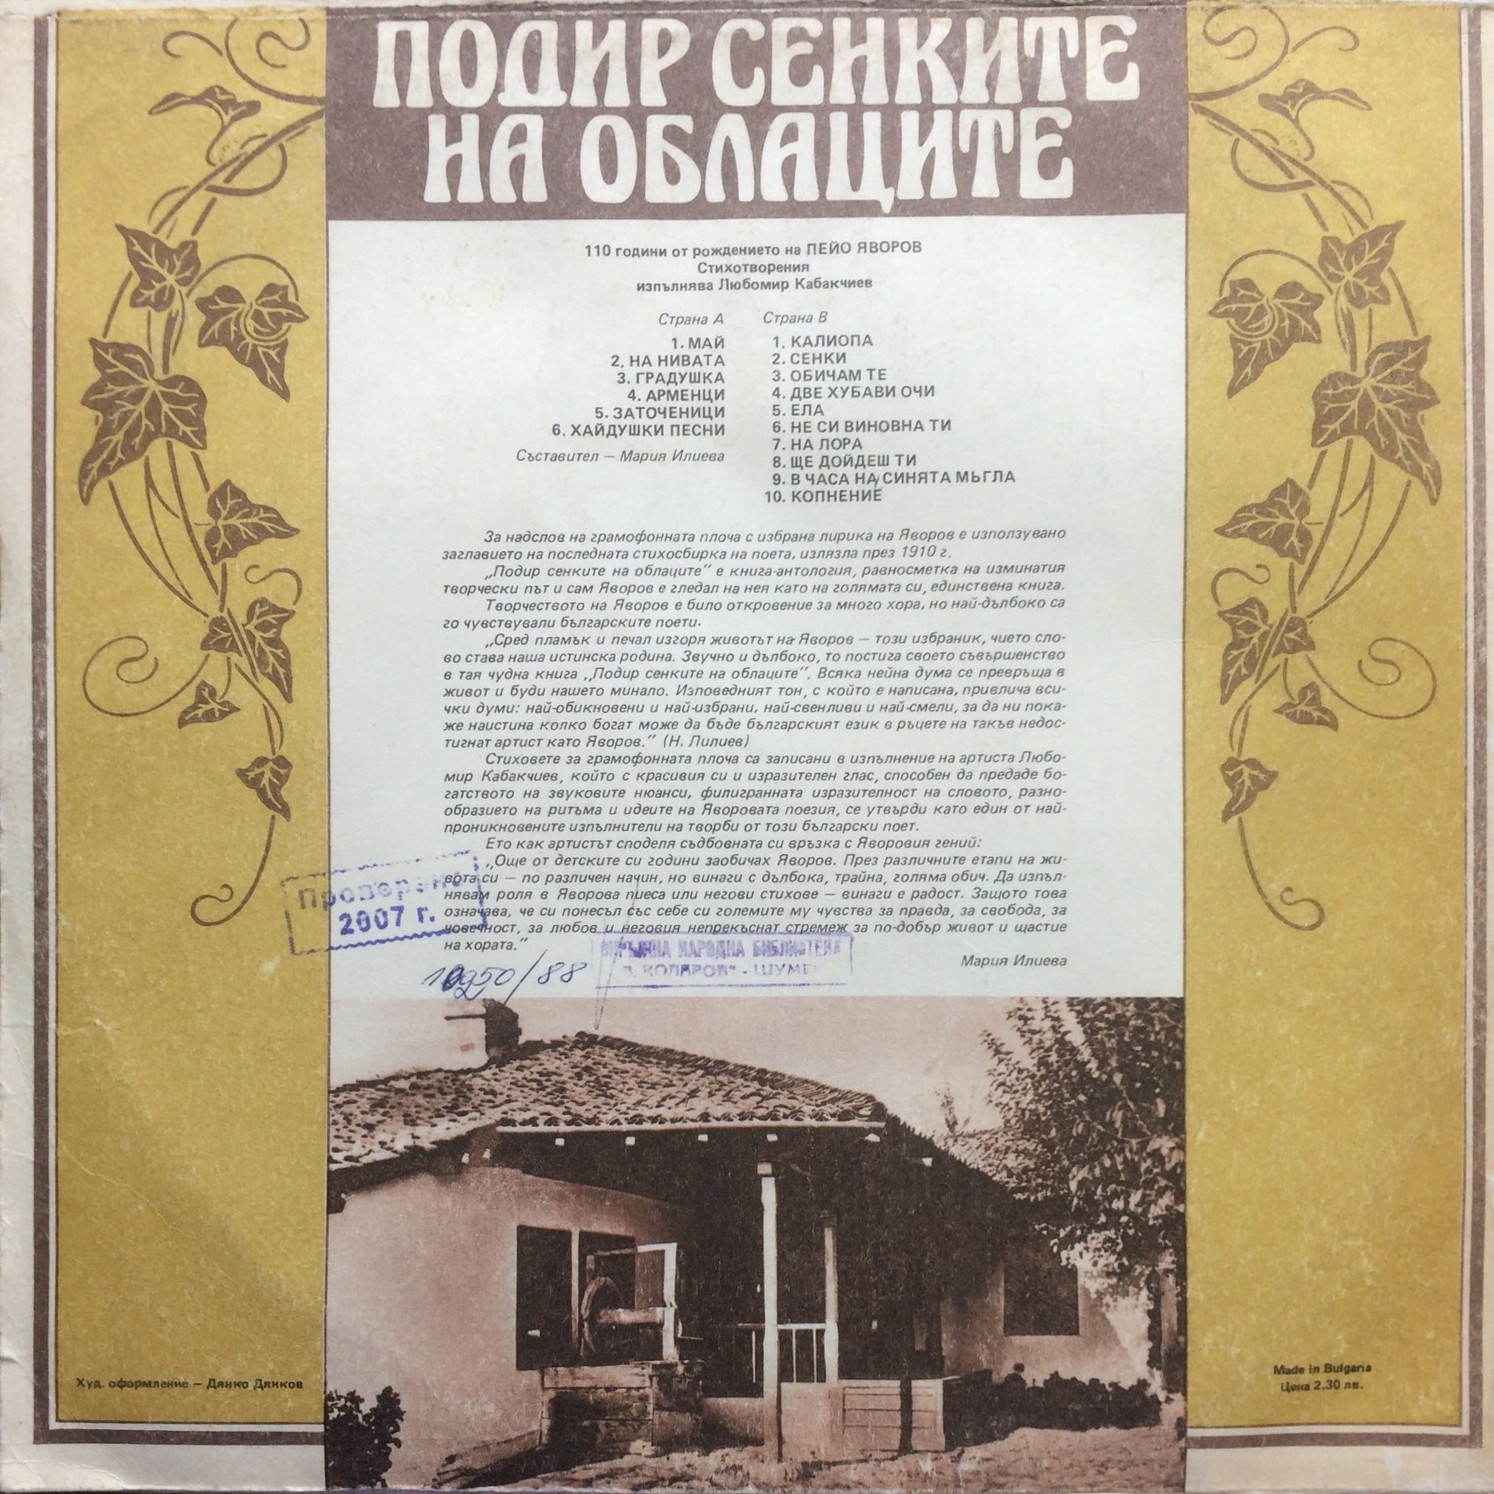 ПОДИР СЕНКИТЕ
НА ОБЛАЦИТЕ
110 години от рождението на ПЕЙО ЯВОРОВ
Стихотворения
изпълнява Любомир Кабакчиев
Страна А
1. МАЙ
2. НА НИВАТА
3. ГРАДУШКА
4. АРМЕНЦИ
5. ЗАТОЧЕНИЦИ
6. ХАЙДУШКИ ПЕСНИ
Съставител — Мария Илиева
Страна В
1. КАЛИОПА
2. СЕНКИ
3. ОБИЧАМ ТЕ
4. ДВЕ ХУБАВИ ОЧИ
5. ЕЛА
6. НЕ СИ ВИНОВНА ТИ
7. НА ЛОРА
8. ЩЕ ДОЙДЕШ ТИ
9. В ЧАСА НА СИНЯТА МЪГЛА
10. КОПНЕНИЕ
За надслов на грамофонната плоча с избрана лирика на Яворов е използувано
заглавието на последната стихосбирка на поета, излязла през 1910 г.
„Подир сенките на облаците" е книга-антология, равносметка на изминатия
творчески път и сам Яворов е гледал на нея като на голямата си, единствена книга.
Творчеството на Яворов е било откровение за много хора, но най-дълбоко са
го чувствували българските поети.
„Сред пламък и печал изгоря животът на Яворов — този избраник, чието сло-
во става наша истинска родина. Звучно и дълбоко, то постига своето съвършенство
в тая чудна книга „Подир сенките на облаците". Всяка нейна дума се превръща в
живот и буди нашето минало. Изповедният тон, с който е написана, привлича вси-
чки думи: най-обикновени и най-избрани, най-свенливи и най-смели, за да ни пока-
же наистина колко богат може да бъде българският език в ръцете на такъв недос-
тигнат артист като Яворов." (Н. Лилиев)
Стиховете за грамофонната плоча са записани в изпълнение на артиста Любо-
мир Кабакчиев, който с красивия си и изразителен глас, способен да предаде бо-
гатството на звуковите нюанси, филигранната изразителност на словото, разно-
образието на ритъма и идеите на Яворовата поезия, се утвърди като един от най-
проникновените изпълнители на творби от този български поет.
Ето как артистът споделя съдбовната си връзка с Яворовия гений:
„Още от детските си години заобичах Яворов. През различните етапи на жи-
вота си — по различен начин, но винаги с дълбока, трайна, голяма обич. Да изпъл-
нявам роля в Яворова пиеса или негови стихове — винаги е радост. Защото това
означава, че си понесъл със себе си големите му чувства за правда, за свобода, за
човечност, за любов и неговия непрекъснат стремеж за по-добър живот и щастие
на хората."
Мария Илиева
Проверено
2007 г.
НАРОДНА БИБЛИОТЕКА
КОЛАРОВ" - ШУМЕН
/88
Худ. оформление — Данко Данков
Made in Bulgaria
Цена 2.30 лв.